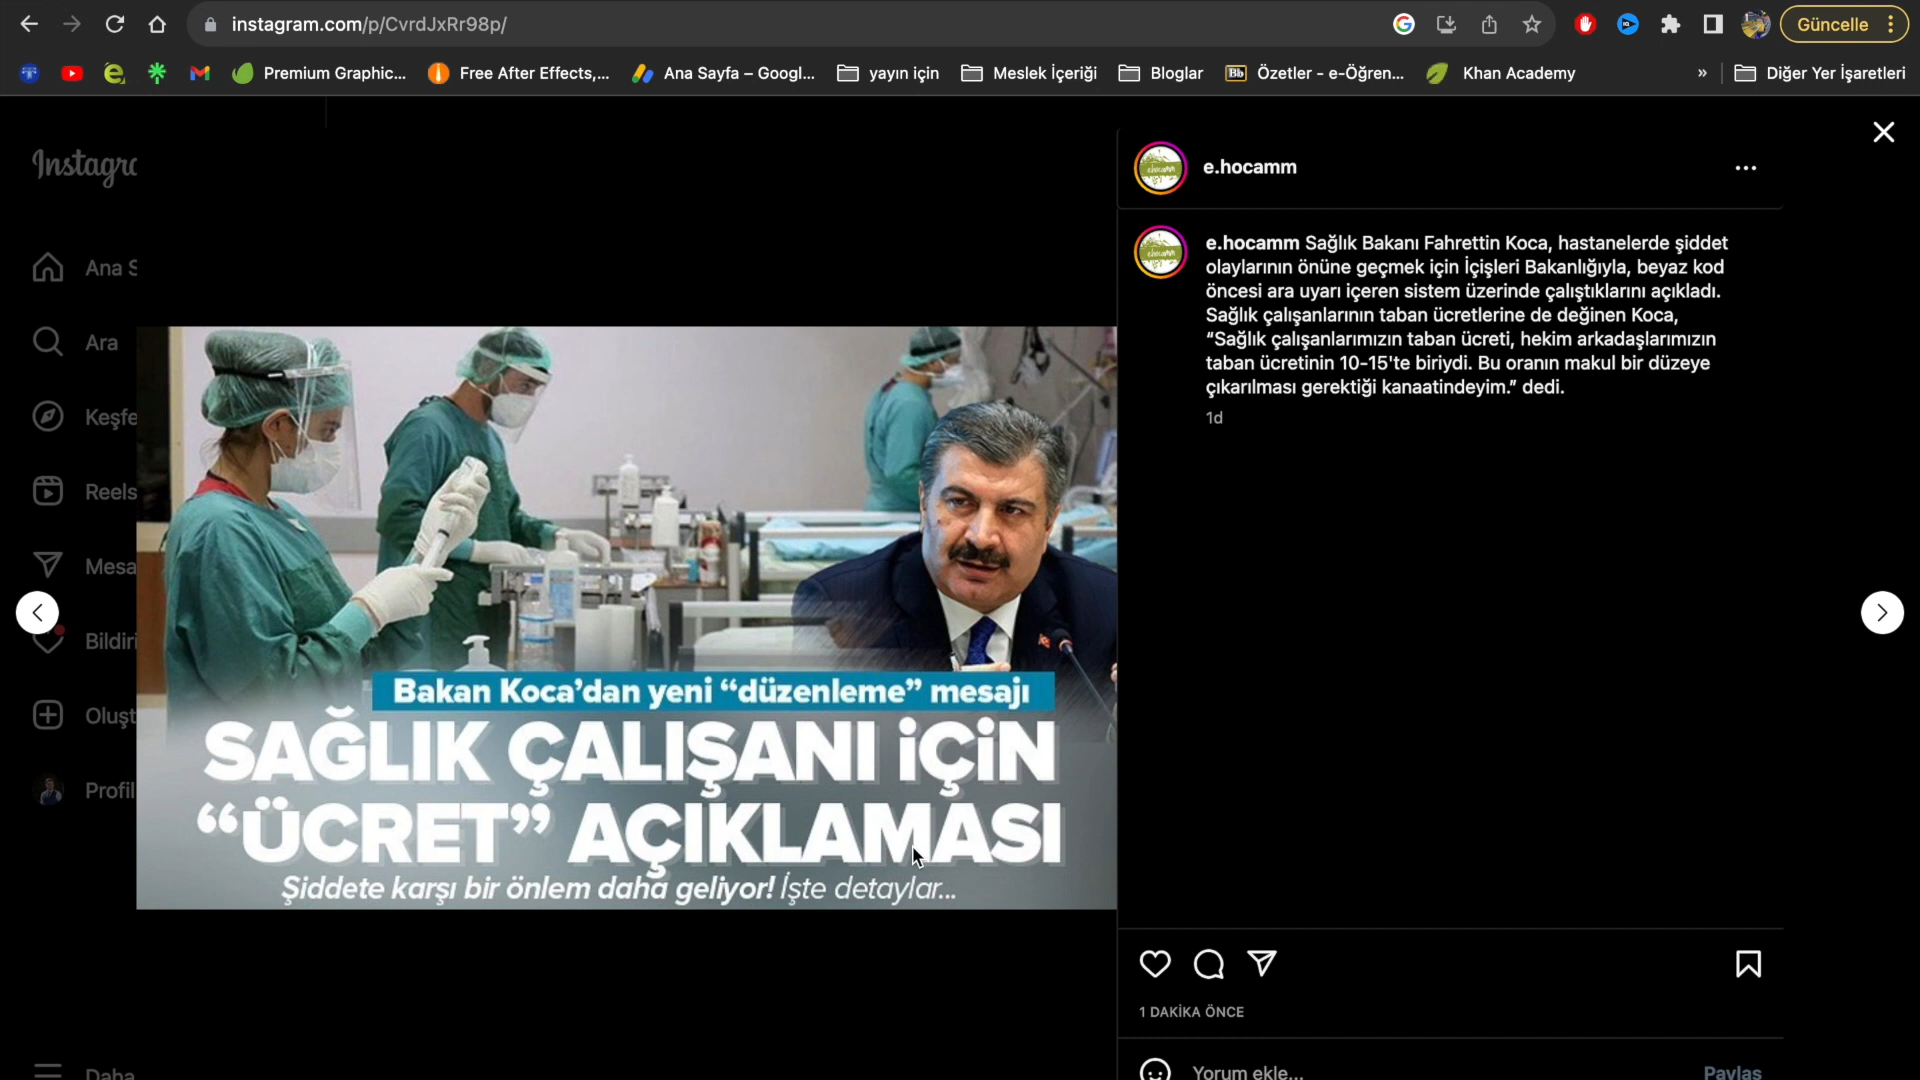 instagram.com/p/CvrdJxRr98p/
Güncelle
Premium Graphic...
Free After Effects,...
Ana Sayfa – Googl...
yayın için
Meslek İçeriği
Bloglar
Bb
Özetler - e-Öğren...
Khan Academy
»
Diğer Yer İşaretleri
Instagra
Ana S
Ara
Keşfe
Reels
Mesa
Bildiri
Oluşt
Profil
Daha
Bakan Koca’dan yeni “düzenleme” mesajı
SAĞLIK ÇALIŞANI İÇİN
“ÜCRET” AÇIKLAMASI
Şiddete karşı bir önlem daha geliyor! İşte detaylar...
e.hocamm
e.hocamm Sağlık Bakanı Fahrettin Koca, hastanelerde şiddet
olaylarının önüne geçmek için İçişleri Bakanlığıyla, beyaz kod
öncesi ara uyarı içeren sistem üzerinde çalıştıklarını açıkladı.
Sağlık çalışanlarının taban ücretlerine de değinen Koca,
“Sağlık çalışanlarımızın taban ücreti, hekim arkadaşlarımızın
taban ücretinin 10-15'te biriydi. Bu oranın makul bir düzeye
çıkarılması gerektiği kanaatindeyim.” dedi.
1d
1 DAKİKA ÖNCE
Yorum ekle...
Paylaş